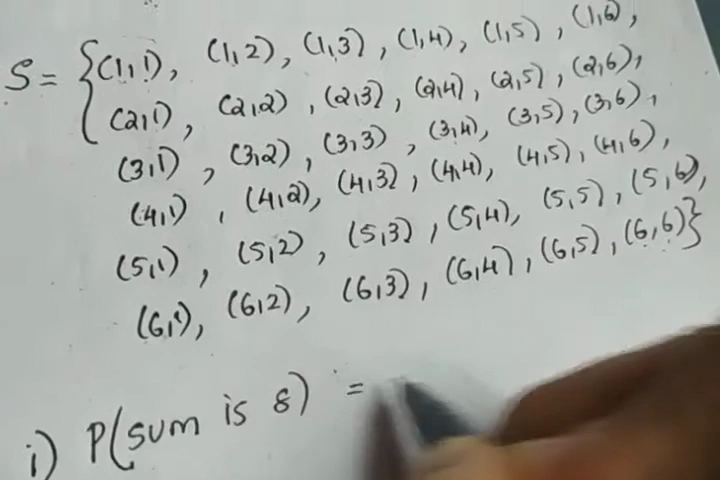 S = {(1,1), (1,2), (1,3), (1,4), (1,5), (1,6),
(2,1), (2,2), (2,3), (2,4), (2,5), (2,6),
(3,1), (3,2), (3,3), (3,4), (3,5), (3,6),
(4,1), (4,2), (4,3), (4,4), (4,5), (4,6),
(5,1), (5,2), (5,3), (5,4), (5,5), (5,6),
(6,1), (6,2), (6,3), (6,4), (6,5), (6,6)}
i) P(sum is 8) =